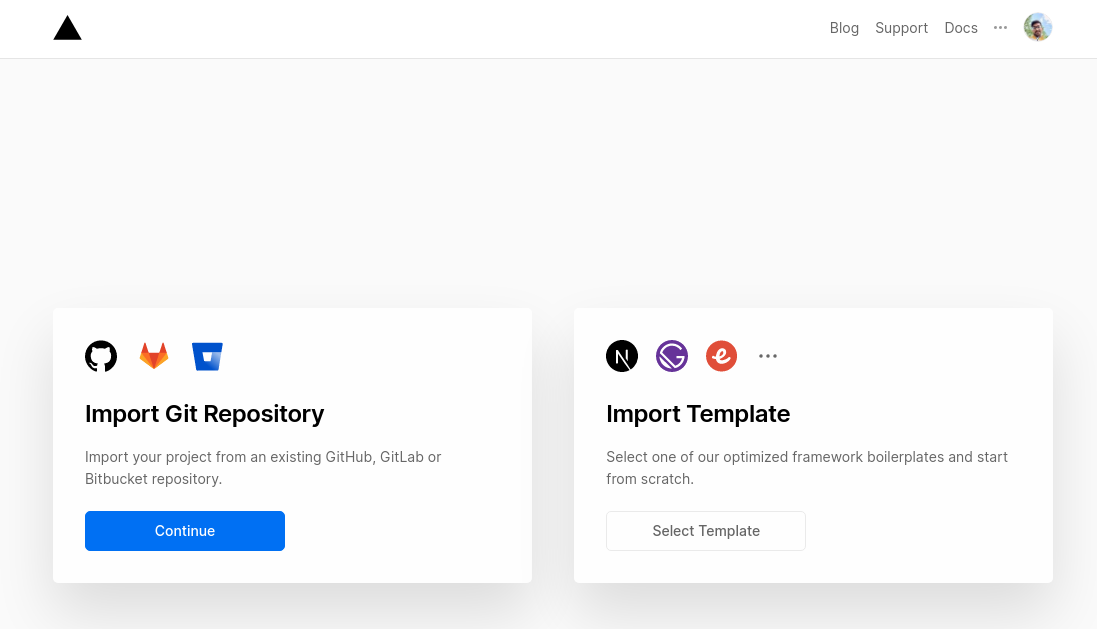 Blog Support Docs
Import Git Repository
Import your project from an existing GitHub, GitLab or
Bitbucket repository.
Continue
Import Template
Select one of our optimized framework boilerplates and start
from scratch.
Select Template